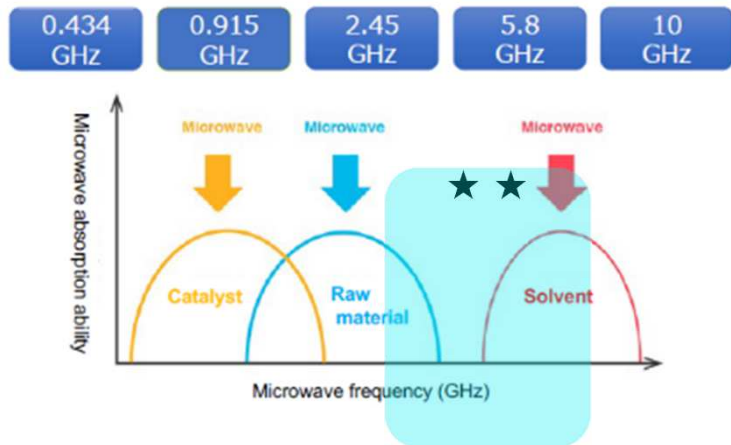 0.434
GHz
0.915
GHz
2.45
GHz
5.8
GHz
10
GHz
Microwave absorption ability
Microwave
Microwave
Microwave
Catalyst
Raw
material
Solvent
Microwave frequency (GHz)